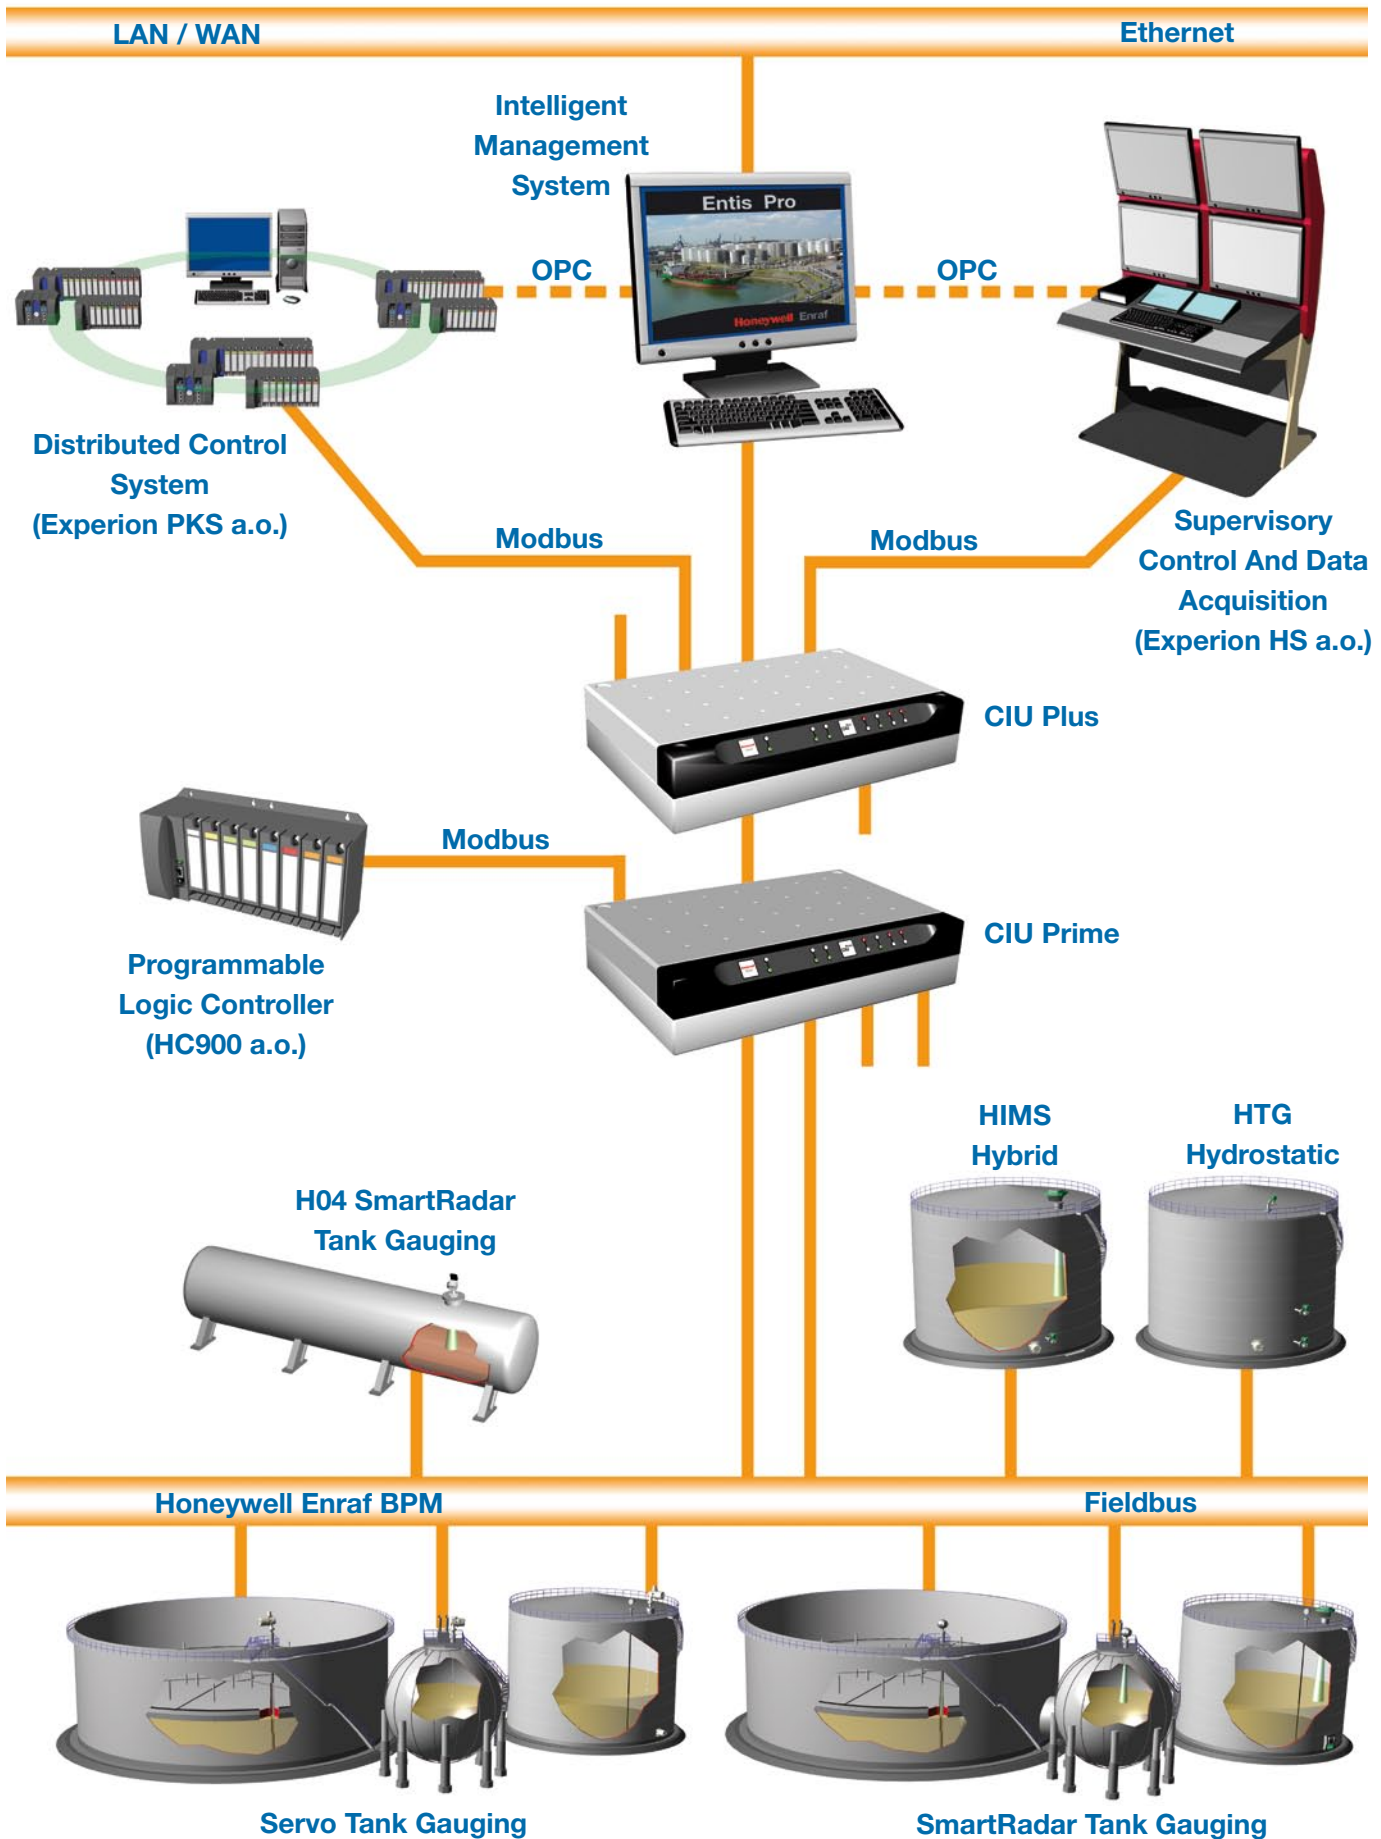 LAN / WAN
Ethernet
Intelligent
Management
System
Entis Pro
Honeywell Enraf
OPC
OPC
Distributed Control
System
(Experion PKS a.o.)
Modbus
Modbus
Supervisory
Control And Data
Acquisition
(Experion HS a.o.)
CIU Plus
Modbus
CIU Prime
Programmable
Logic Controller
(HC900 a.o.)
HIMS
Hybrid
HTG
Hydrostatic
H04 SmartRadar
Tank Gauging
Honeywell Enraf BPM
Fieldbus
Servo Tank Gauging
SmartRadar Tank Gauging